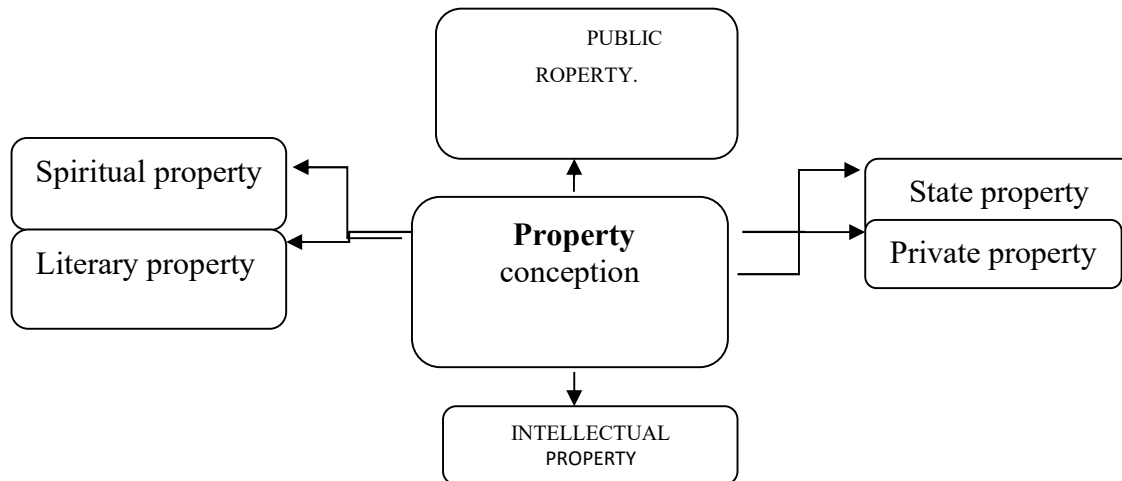 PUBLIC
ROPERTY.
Spiritual property
Literary property
Property
conception
State property
Private property
INTELLECTUAL
PROPERTY